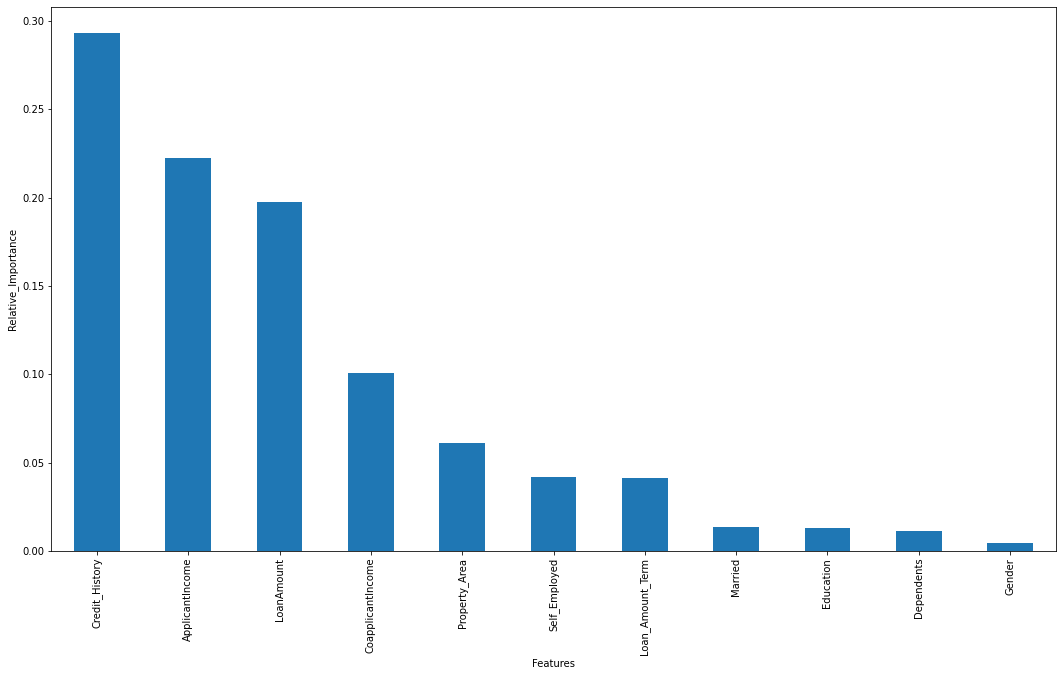 0.30
0.25
0.20
0.15
0.10
0.05
0.00
Relative_Importance
Credit_History
ApplicantIncome
LoanAmount
CoapplicantIncome
Property_Area
Self_Employed
Loan_Amount_Term
Married
Education
Dependents
Gender
Features